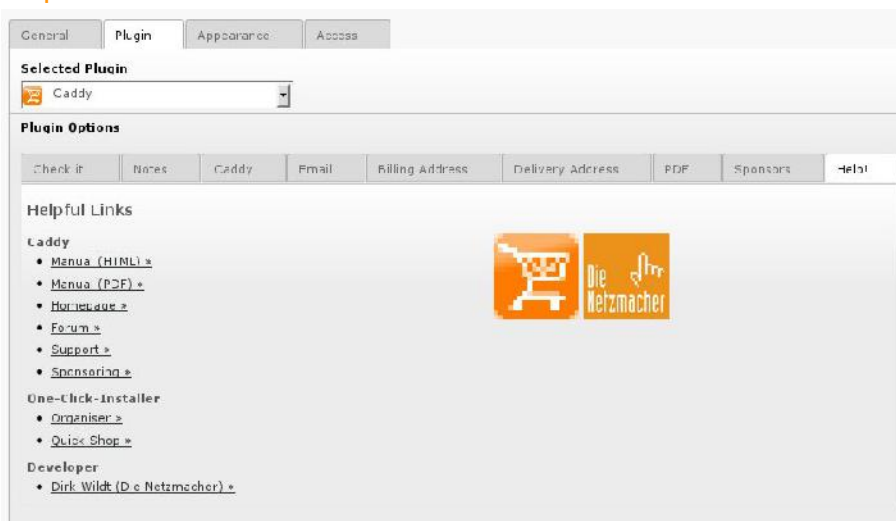 General Plugin Appearance Access
Selected Plugin
Caddy
Plugin Options
Check it Notes Caddy Email Billing Address Delivery Address PDF Sponsors Help!
Helpful Links
Caddy
• Manual (HTML) »
• Manual (PDF) »
• Homepage »
• Forum »
• Support »
• Sponsoring »
Die
Netzmacher
One-Click-Installer
• Organiser »
• Quick Shop »
Developer
• Dirk Wildt (Die Netzmacher) »